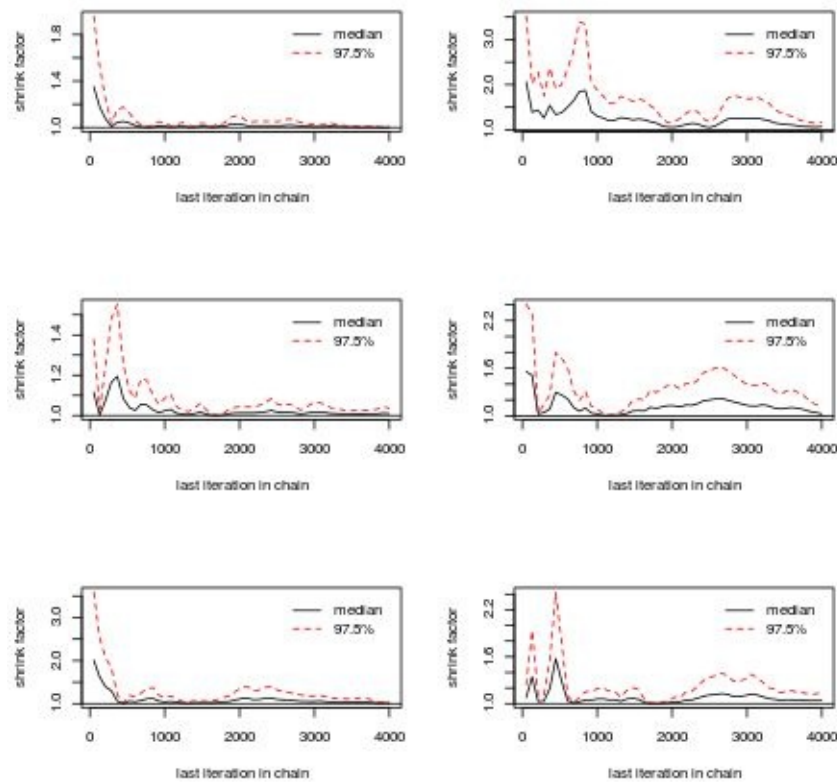 shrink factor
1.0 1.4 1.8
median
97.5%
0 1000 2000 3000 4000
last iteration in chain
shrink factor
1.0 2.0 3.0
median
97.5%
0 1000 2000 3000 4000
last iteration in chain
shrink factor
1.0 1.2 1.4
median
97.5%
0 1000 2000 3000 4000
last iteration in chain
shrink factor
1.0 1.6 2.2
median
97.5%
0 1000 2000 3000 4000
last iteration in chain
shrink factor
1.0 2.0 3.0
median
97.5%
0 1000 2000 3000 4000
last iteration in chain
shrink factor
1.0 1.6 2.2
median
97.5%
0 1000 2000 3000 4000
last iteration in chain